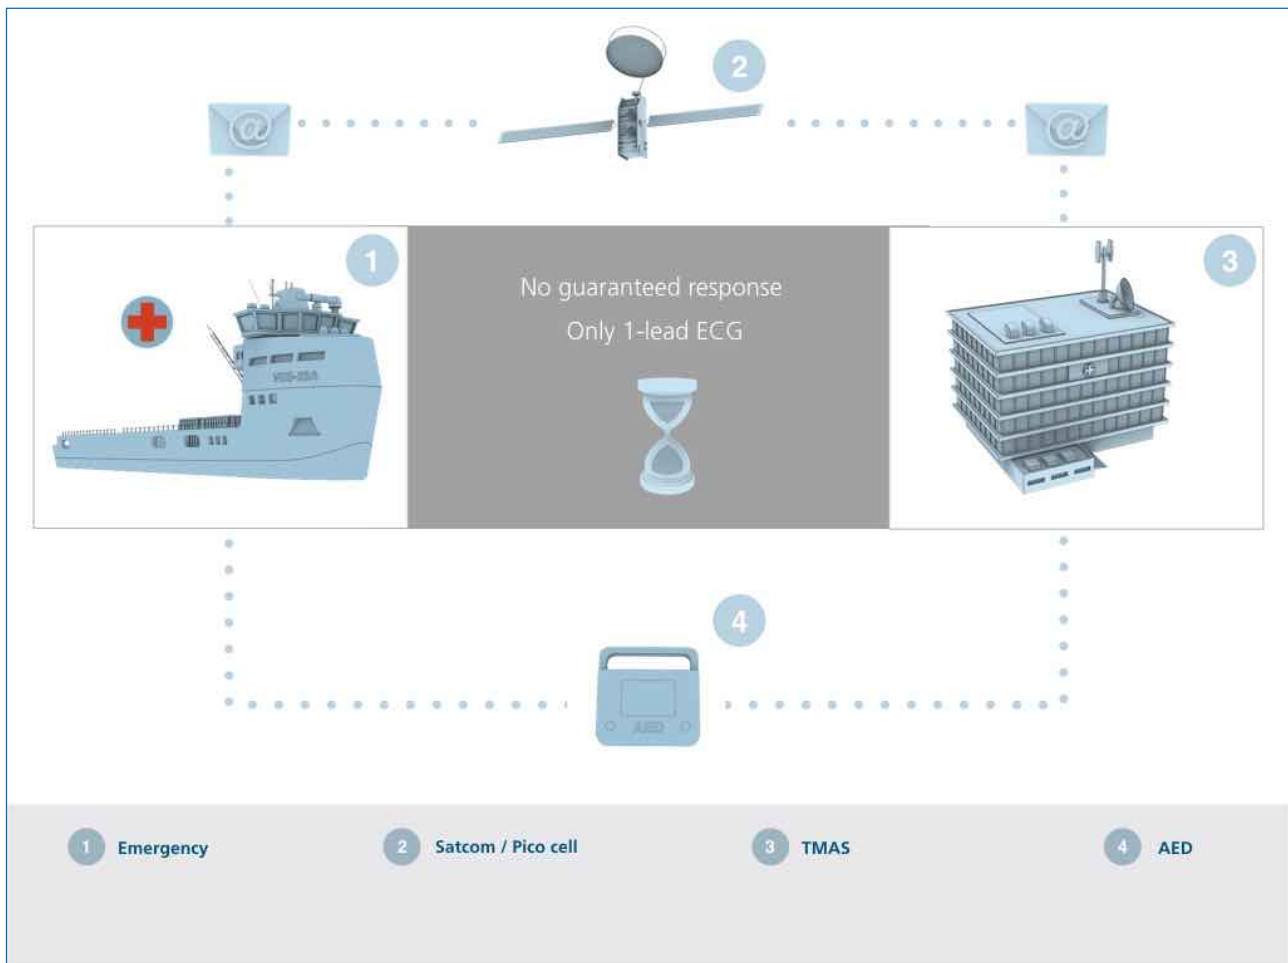 @
2
@
1
3
No guaranteed response
Only 1-lead ECG
4
AED
1 Emergency
2 Satcom / Pico cell
3 TMAS
4 AED